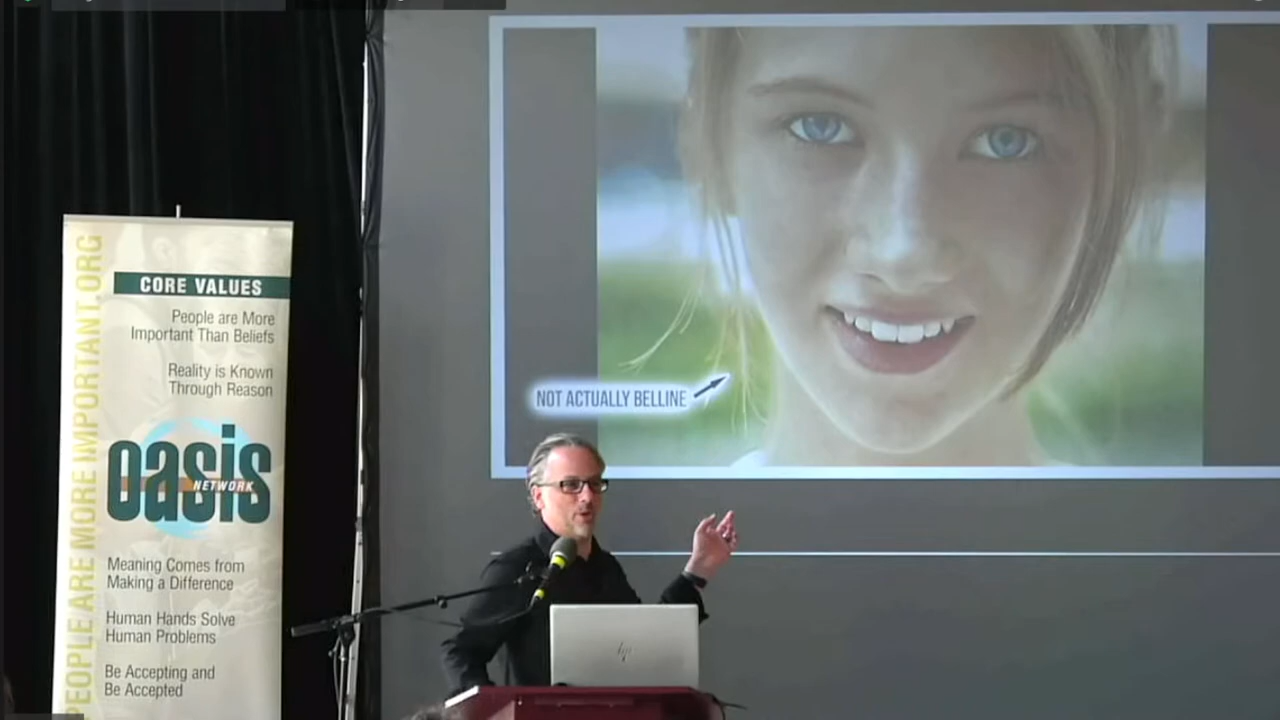 PEOPLE ARE MORE IMPORTANT.ORG
CORE VALUES
People are More
Important Than Beliefs
Reality is Known
Through Reason
oasis
NETWORK
Meaning Comes from
Making a Difference
Human Hands Solve
Human Problems
Be Accepting and
Be Accepted
NOT ACTUALLY BELLINE
hp